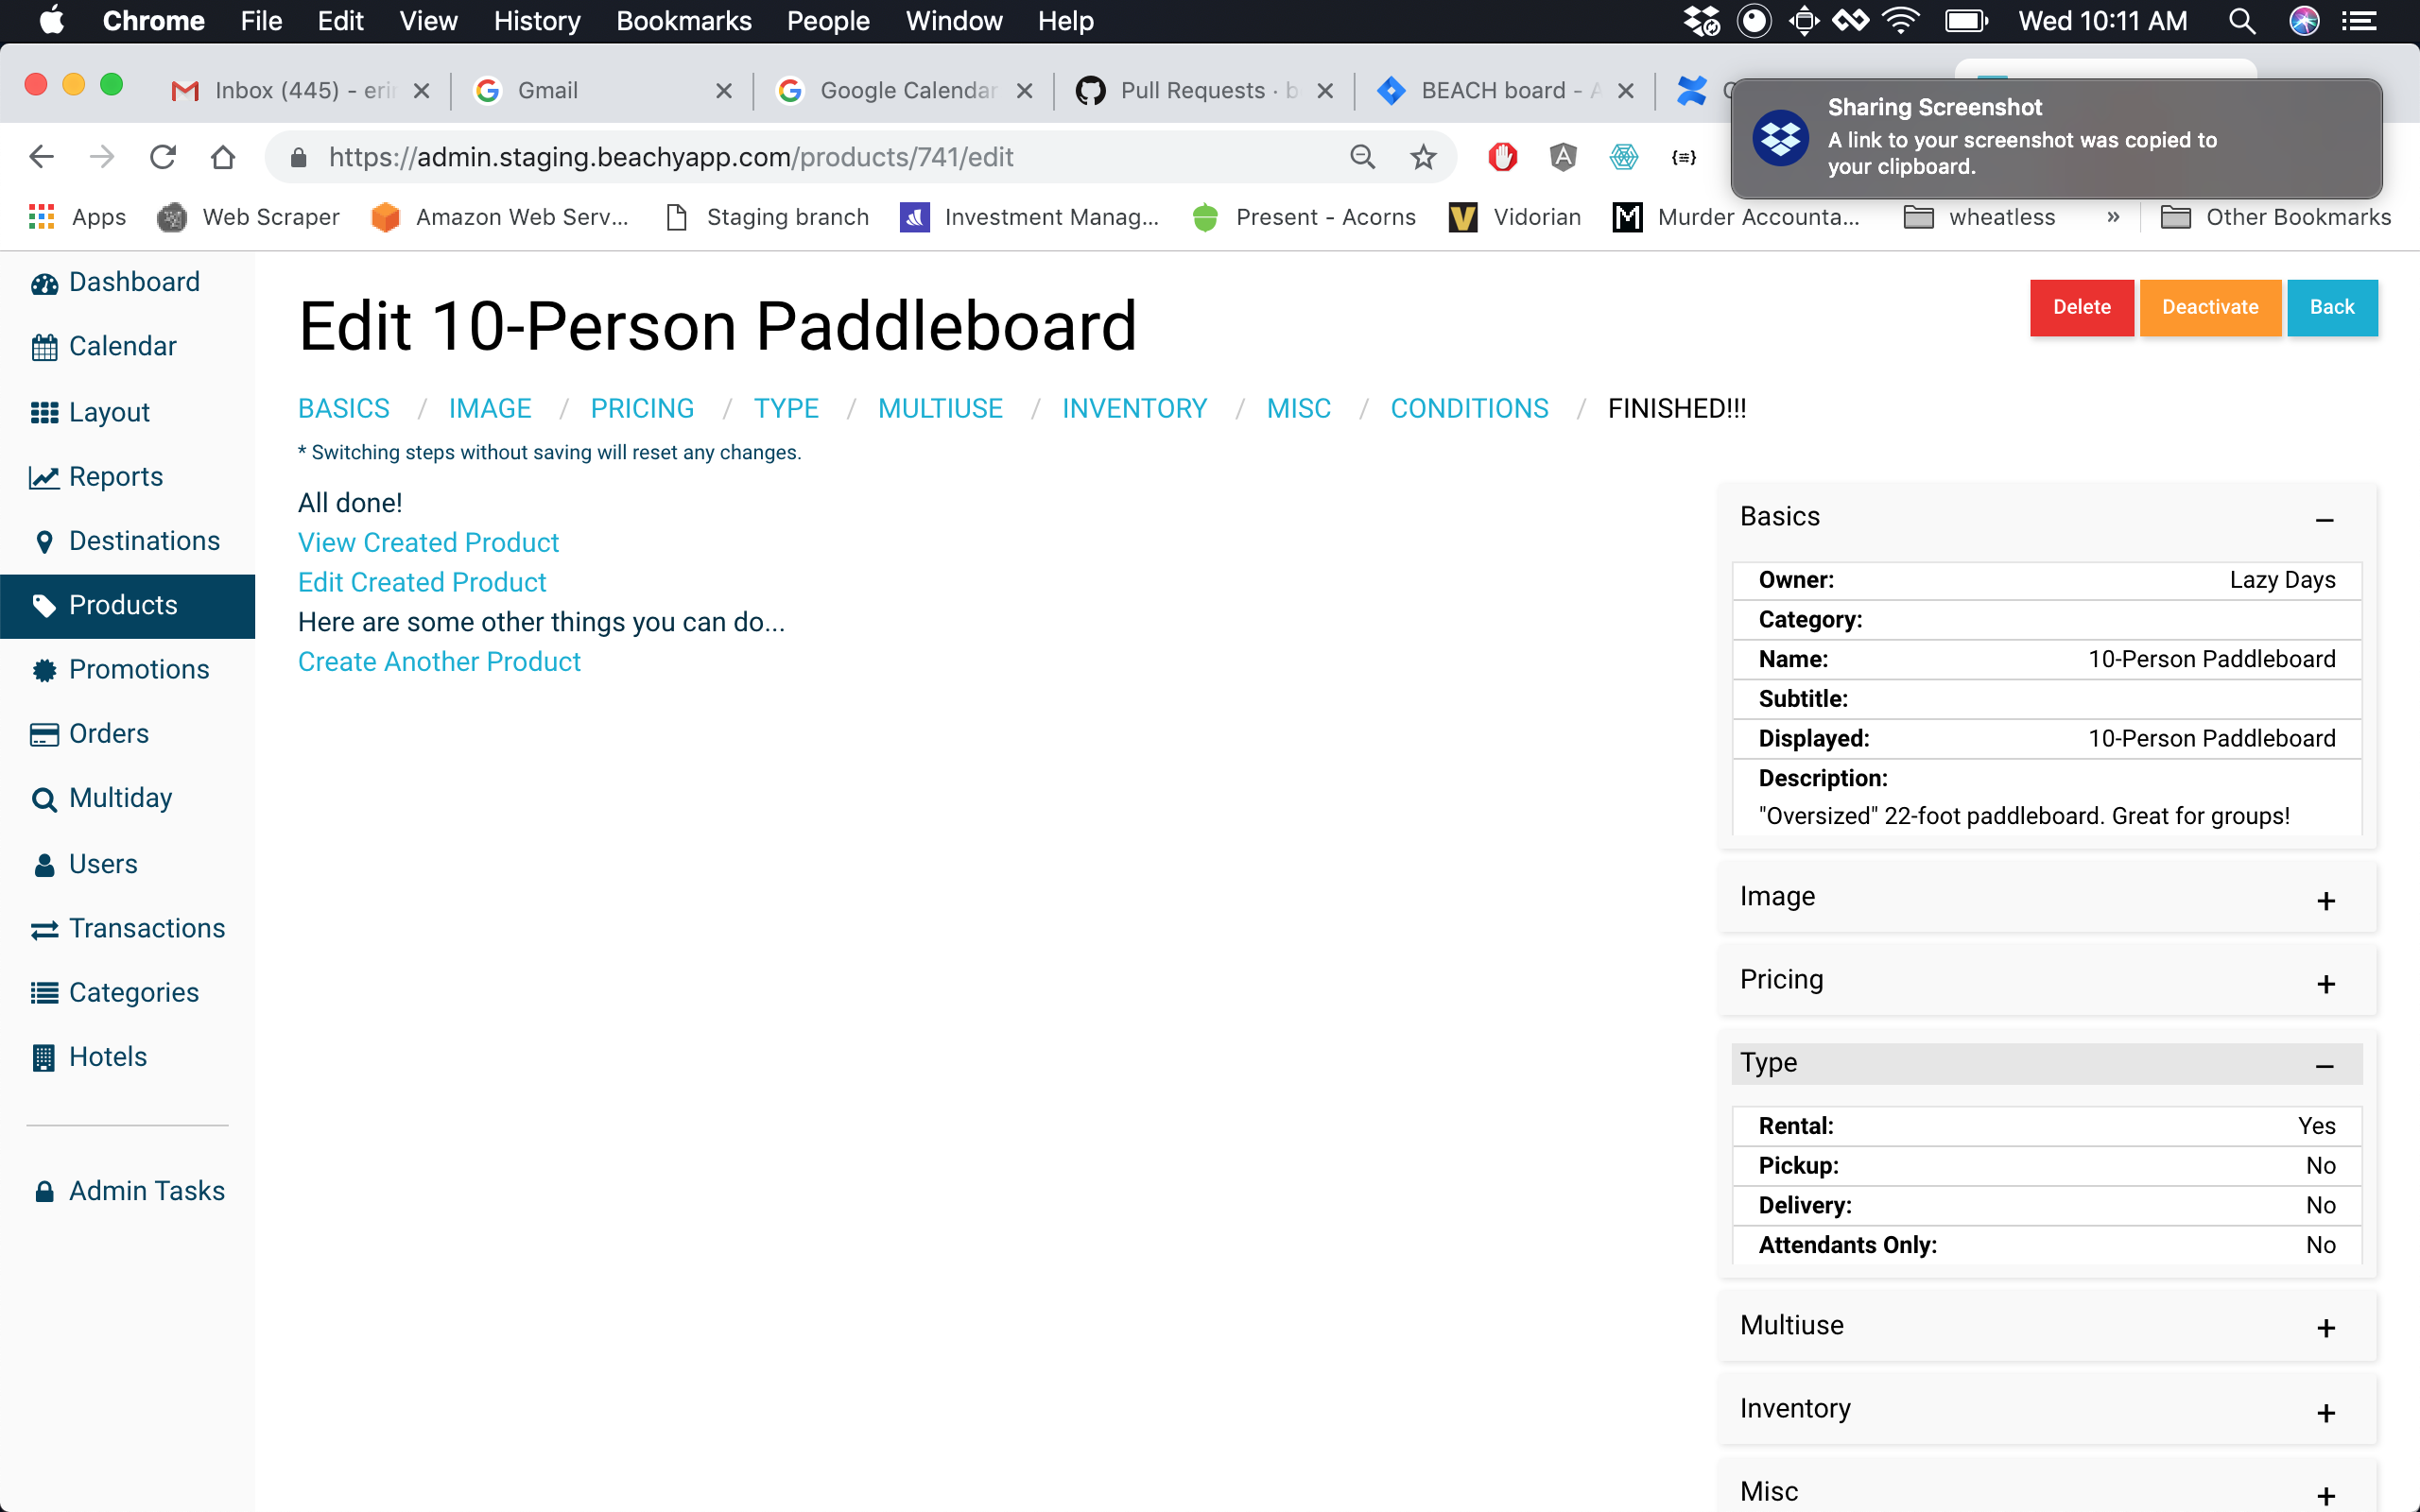 Chrome File Edit View History Bookmarks People Window Help Wed 10:11 AM
Inbox (445) - erin Gmail Google Calendar Pull Requests · b BEACH board - A
Sharing Screenshot
A link to your screenshot was copied to
your clipboard.
https://admin.staging.beachyapp.com/products/741/edit
Apps Web Scraper Amazon Web Serv... Staging branch Investment Manag... Present - Acorns Vidorian Murder Accounta... wheatless » Other Bookmarks
Dashboard
Calendar
Layout
Reports
Destinations
Products
Promotions
Orders
Multiday
Users
Transactions
Categories
Hotels
Admin Tasks
Edit 10-Person Paddleboard
Delete Deactivate Back
BASICS / IMAGE / PRICING / TYPE / MULTIUSE / INVENTORY / MISC / CONDITIONS / FINISHED!!!
* Switching steps without saving will reset any changes.
All done!
View Created Product
Edit Created Product
Here are some other things you can do...
Create Another Product
Basics –
Owner: Lazy Days
Category:
Name: 10-Person Paddleboard
Subtitle:
Displayed: 10-Person Paddleboard
Description:
"Oversized" 22-foot paddleboard. Great for groups!
Image +
Pricing +
Type –
Rental: Yes
Pickup: No
Delivery: No
Attendants Only: No
Multiuse +
Inventory +
Misc +